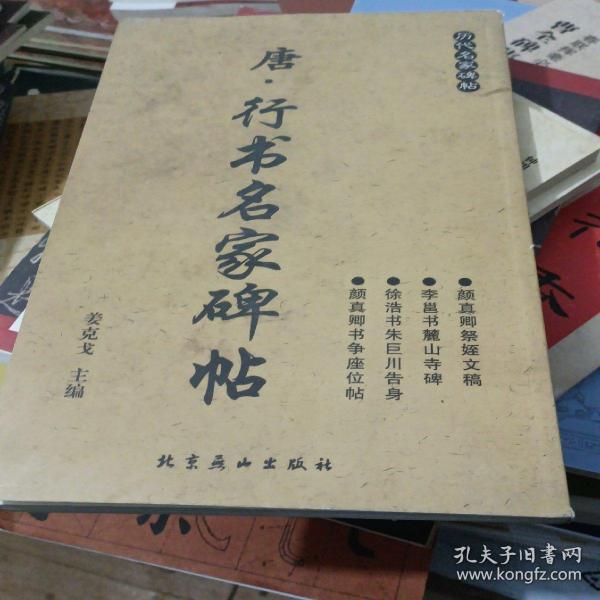 历代名家碑帖
唐·行书名家碑帖
●颜真卿祭姪文稿
●李邕书麓山寺碑
●徐浩书朱巨川告身
●颜真卿书争座位帖
姜克戈 主编
北京燕山出版社
孔夫子旧书网
www.kongfz.com